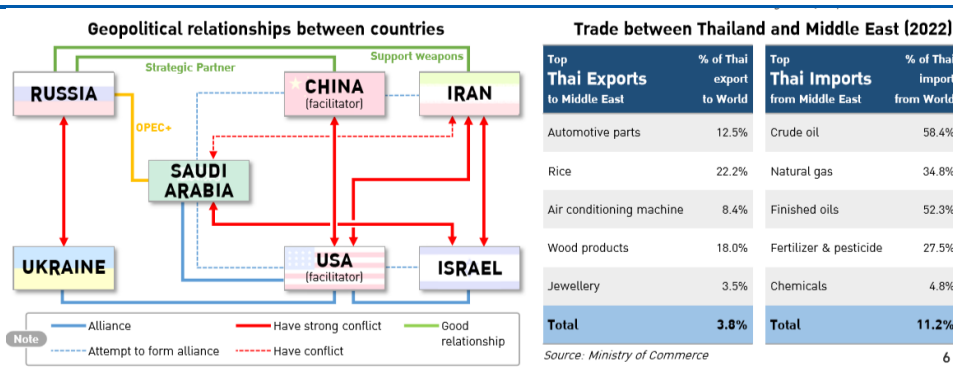 Geopolitical relationships between countries
Support weapons
Strategic Partner
RUSSIA
CHINA
(facilitator)
IRAN
OPEC+
SAUDI
ARABIA
UKRAINE
USA
(facilitator)
ISRAEL
Note
Alliance
Have strong conflict
Good
relationship
Attempt to form alliance
Have conflict
Trade between Thailand and Middle East (2022)
Top % of Thai
Thai Exports export
to Middle East to World
Automotive parts 12.5%
Rice 22.2%
Air conditioning machine 8.4%
Wood products 18.0%
Jewellery 3.5%
Total 3.8%
Top % of Thai
Thai Imports import
from Middle East from World
Crude oil 58.4%
Natural gas 34.8%
Finished oils 52.3%
Fertilizer & pesticide 27.5%
Chemicals 4.8%
Total 11.2%
Source: Ministry of Commerce
6